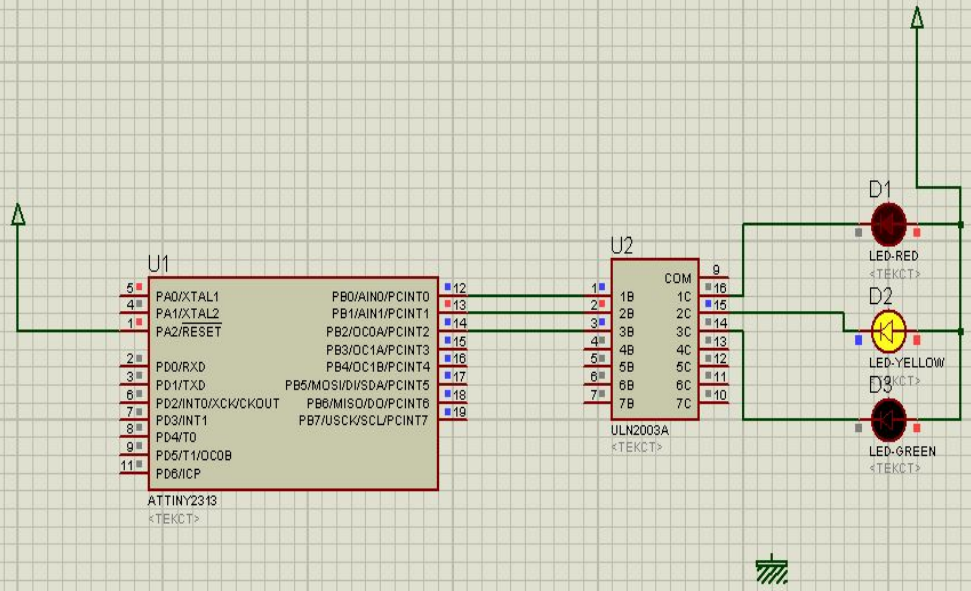 U1
5
PA0/XTAL1
4
PA1/XTAL2
1
PA2/RESET
2
PD0/RXD
3
PD1/TXD
6
PD2/INT0/XCK/CKOUT
7
PD3/INT1
8
PD4/T0
9
PD5/T1/OC0B
11
PD6/ICP
PB0/AIN0/PCINT0
12
PB1/AIN1/PCINT1
13
PB2/OC0A/PCINT2
14
PB3/OC1A/PCINT3
15
PB4/OC1B/PCINT4
16
PB5/MOSI/DI/SDA/PCINT5
17
PB6/MISO/DO/PCINT6
18
PB7/USCK/SCL/PCINT7
19
ATTINY2313
<TEKCT>
U2
COM
9
1
1B
1C
16
2
2B
2C
15
3
3B
3C
14
4
4B
4C
13
5
5B
5C
12
6
6B
6C
11
7
7B
7C
10
ULN2003A
<TEKCT>
D1
LED-RED
<TEKCT>
D2
LED-YELLOW
<TEKCT>
D3
LED-GREEN
<TEKCT>